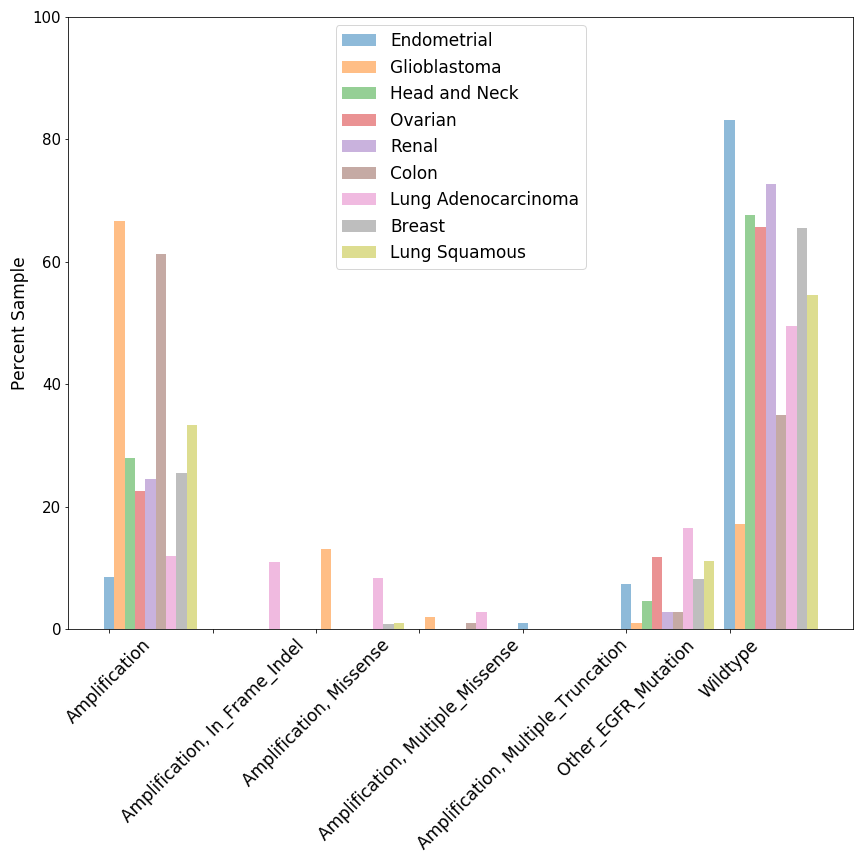 100
80
60
40
20
0
Percent Sample
Endometrial
Glioblastoma
Head and Neck
Ovarian
Renal
Colon
Lung Adenocarcinoma
Breast
Lung Squamous
Amplification
Amplification, In_Frame_Indel
Amplification, Missense
Amplification, Multiple_Missense
Amplification, Multiple_Truncation
Other_EGFR_Mutation
Wildtype